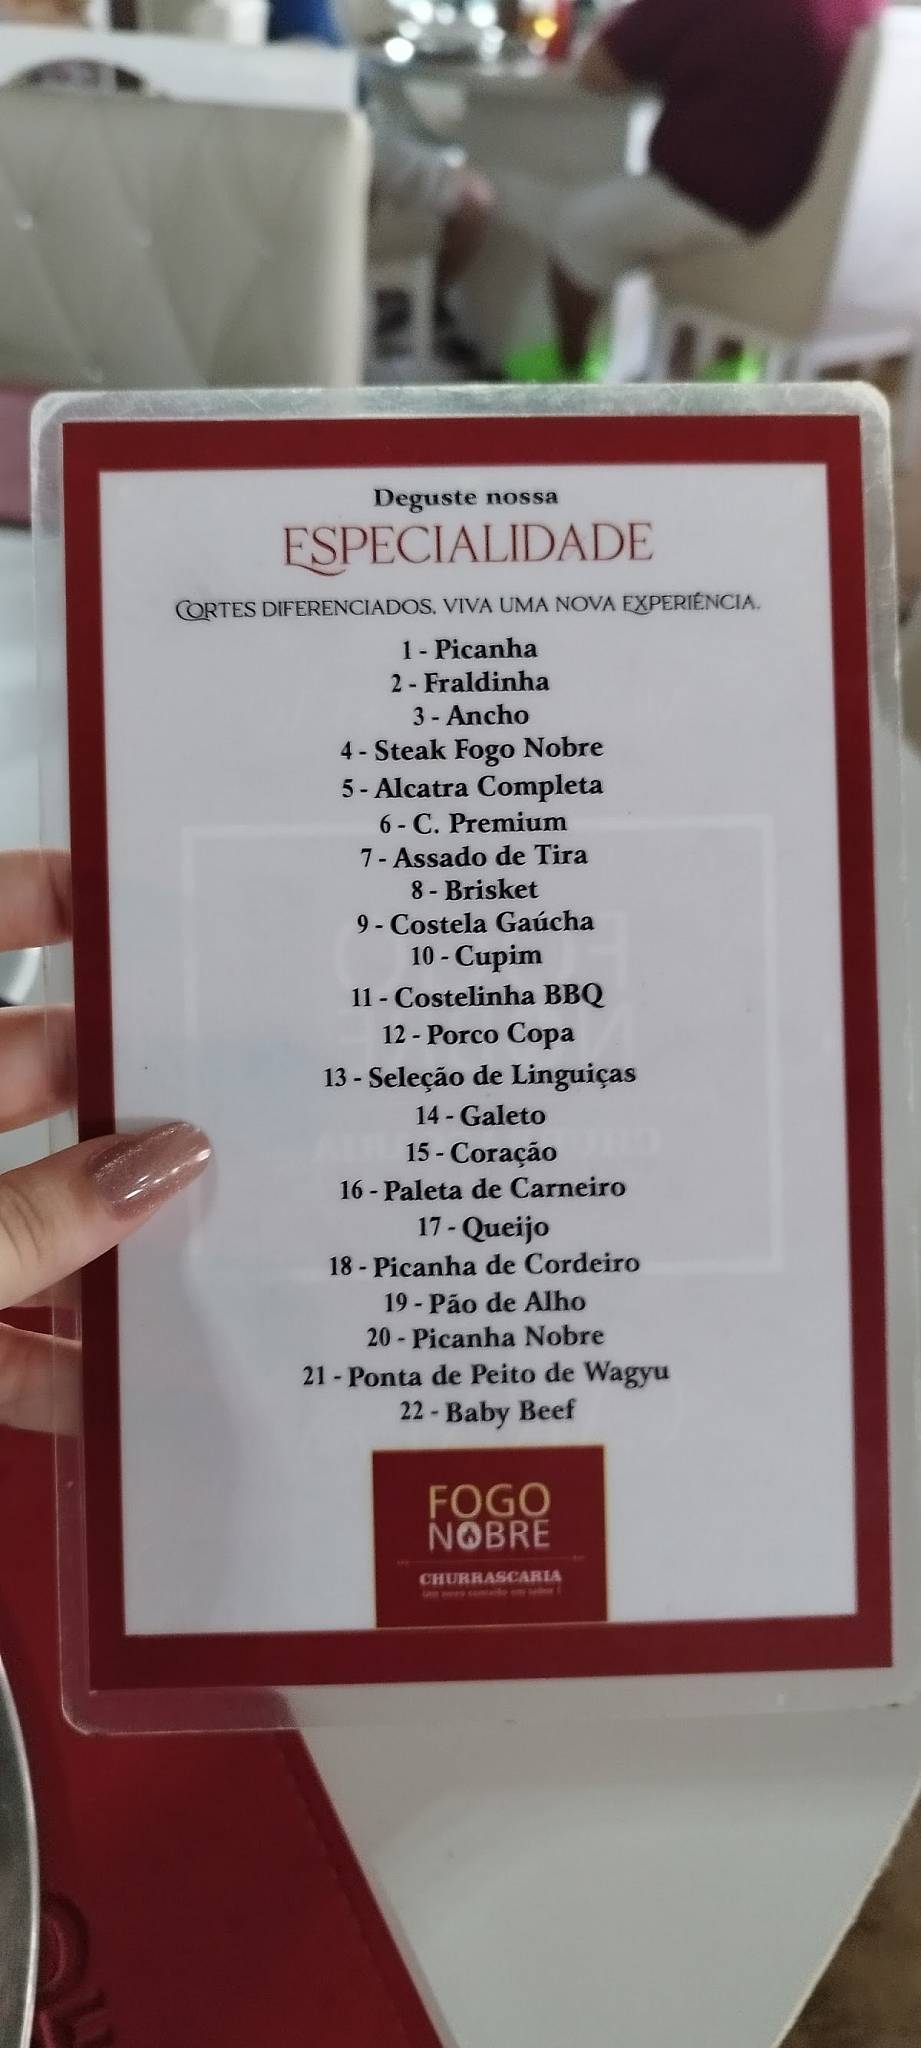 Deguste nossa
ESPECIALIDADE
CORTES DIFERENCIADOS, VIVA UMA NOVA EXPERIÊNCIA.
1 - Picanha
2 - Fraldinha
3 - Ancho
4 - Steak Fogo Nobre
5 - Alcatra Completa
6 - C. Premium
7 - Assado de Tira
8 - Brisket
9 - Costela Gaúcha
10 - Cupim
11 - Costelinha BBQ
12 - Porco Copa
13 - Seleção de Linguiças
14 - Galeto
15 - Coração
16 - Paleta de Carneiro
17 - Queijo
18 - Picanha de Cordeiro
19 - Pão de Alho
20 - Picanha Nobre
21 - Ponta de Peito de Wagyu
22 - Baby Beef
FOGO
NOBRE
CHURRASCARIA